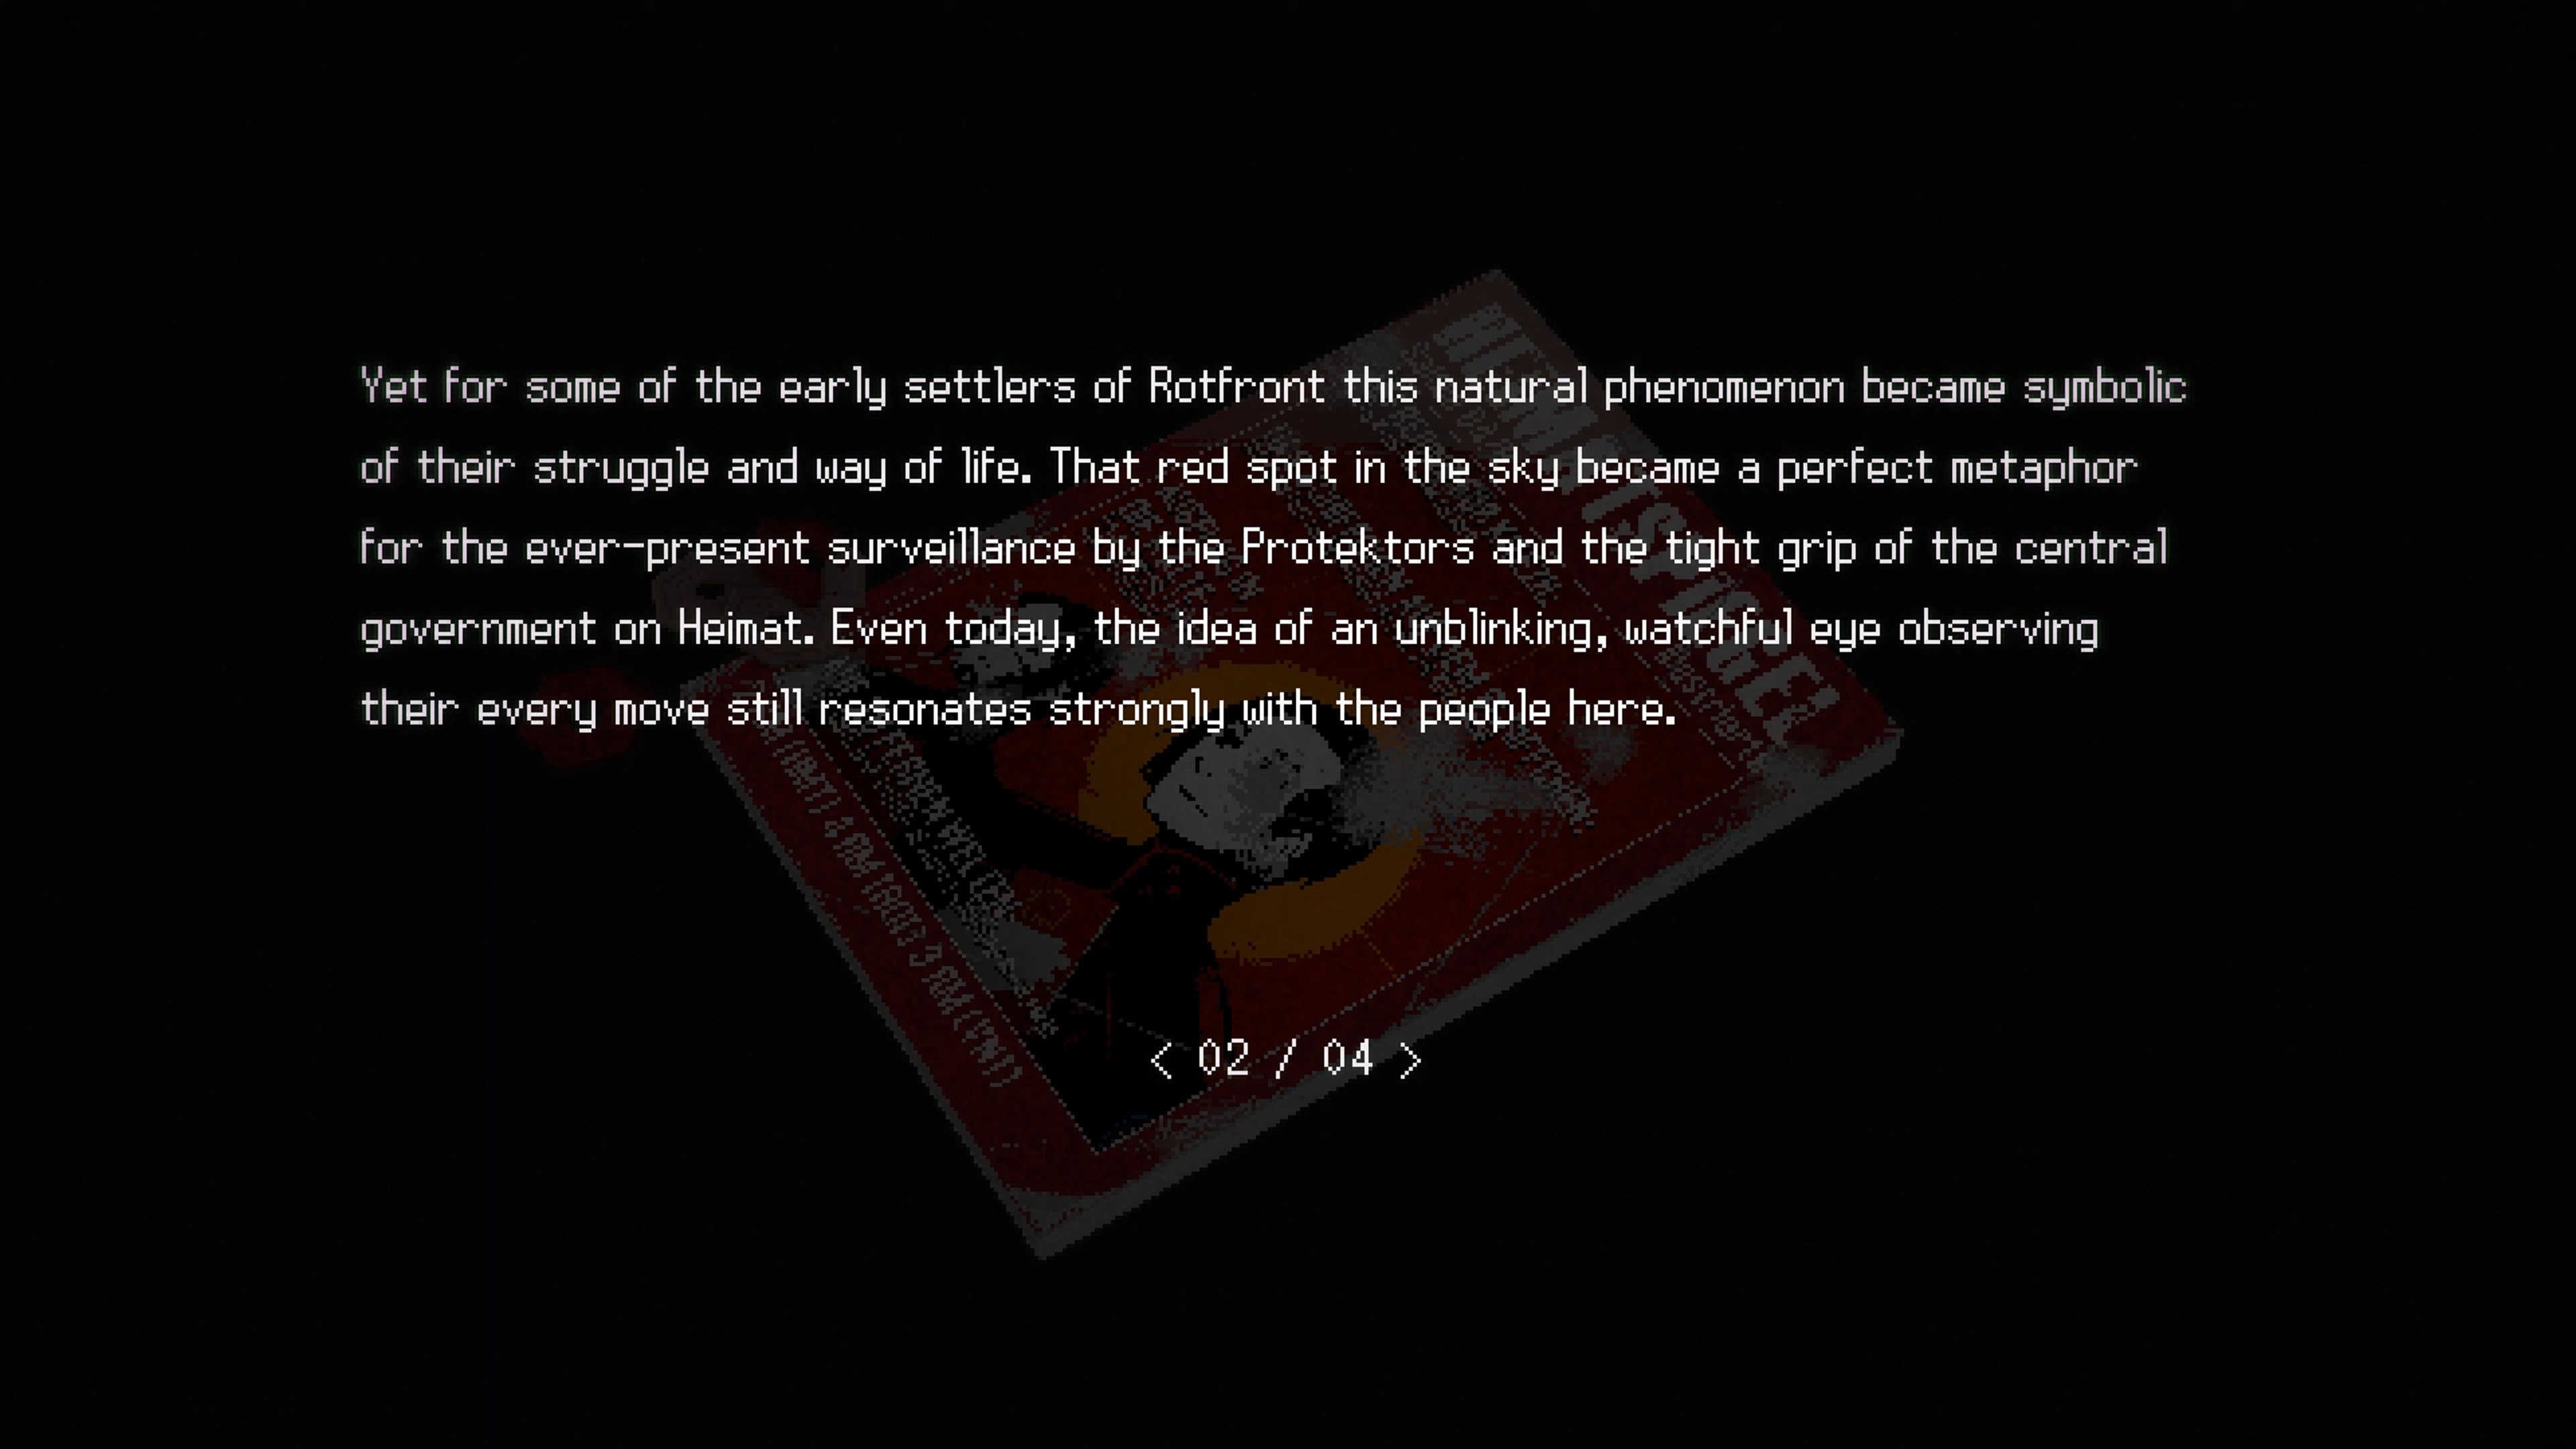 Yet for some of the early settlers of Rotfront this natural phenomenon became symbolic
of their struggle and way of life. That red spot in the sky became a perfect metaphor
for the ever-present surveillance by the Protektors and the tight grip of the central
government on Heimat. Even today, the idea of an unblinking, watchful eye observing
their every move still resonates strongly with the people here.
< 02 / 04 >
HEIMATSPIEGEL